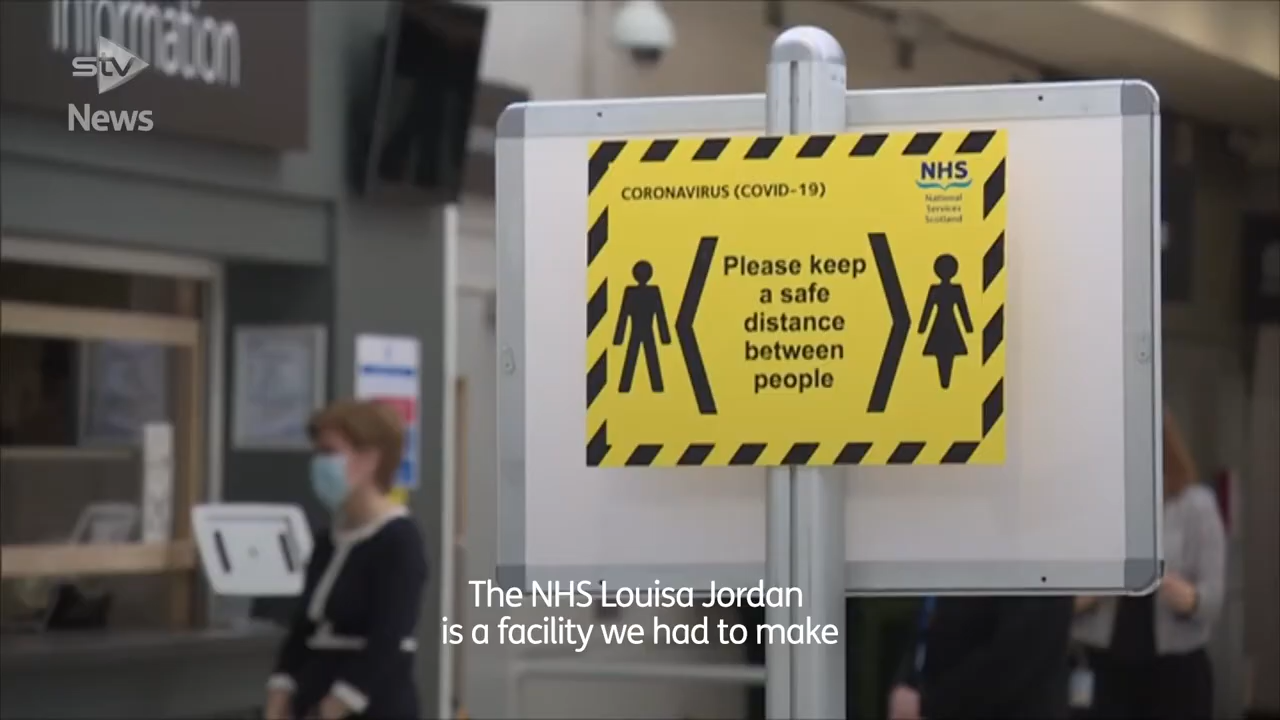 Information
stv
News
CORONAVIRUS (COVID-19)
NHS
National
Services
Scotland
Please keep
a safe
distance
between
people
The NHS Louisa Jordan
is a facility we had to make